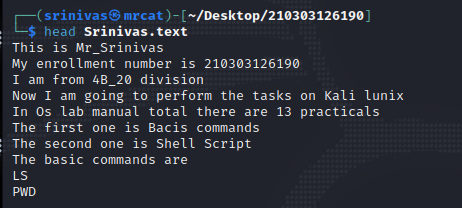 (srinivas㉿mrcat)-[~/Desktop/210303126190]
$ head Srinivas.text
This is Mr_Srinivas
My enrollment number is 210303126190
I am from 4B_20 division
Now I am going to perform the tasks on Kali lunix
In Os lab manual total there are 13 practicals
The first one is Bacis commands
The second one is Shell Script
The basic commands are
LS
PWD